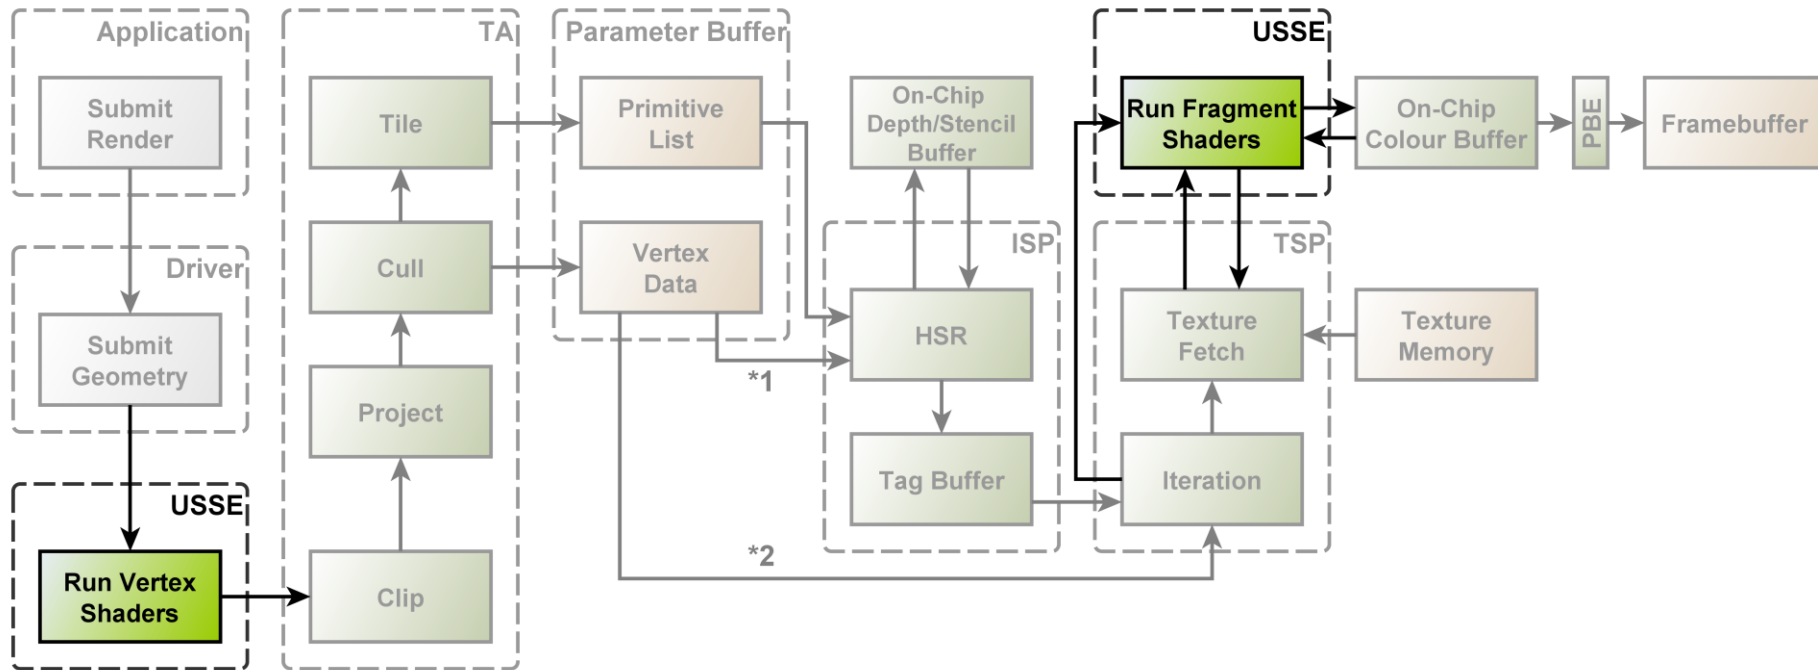 Application
Submit
Render
Driver
Submit
Geometry
USSE
Run Vertex
Shaders
TA
Tile
Cull
Project
Clip
Parameter Buffer
Primitive
List
Vertex
Data
*1
*2
On-Chip
Depth/Stencil
Buffer
ISP
HSR
Tag Buffer
USSE
Run Fragment
Shaders
TSP
Texture
Fetch
Iteration
On-Chip
Colour Buffer
PBE
Framebuffer
Texture
Memory